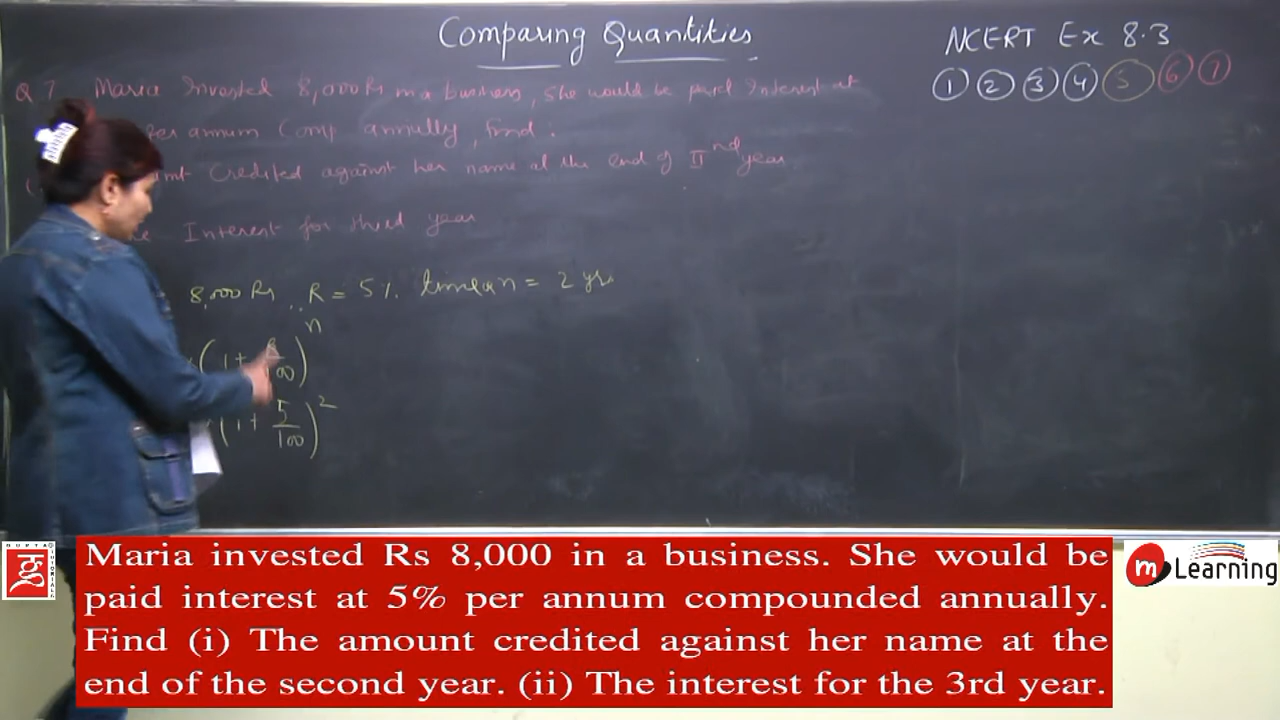 Comparing Quantities
NCERT Ex 8.3
1 2 3 4 5 6 7
Q 7 Maria Invested 8,000 Rs in a business, She would be paid Interest at
per annum Comp annually, find :
Credited against her name at the end of IInd year.
Interest for third year
8,000 Rs, R = 5% time or n = 2 yrs
(1 + R/100)^n
(1 + 5/100)^2
Maria invested Rs 8,000 in a business. She would be
paid interest at 5% per annum compounded annually.
Find (i) The amount credited against her name at the
end of the second year. (ii) The interest for the 3rd year.
GUPTA
TUTORIALS
m Learning